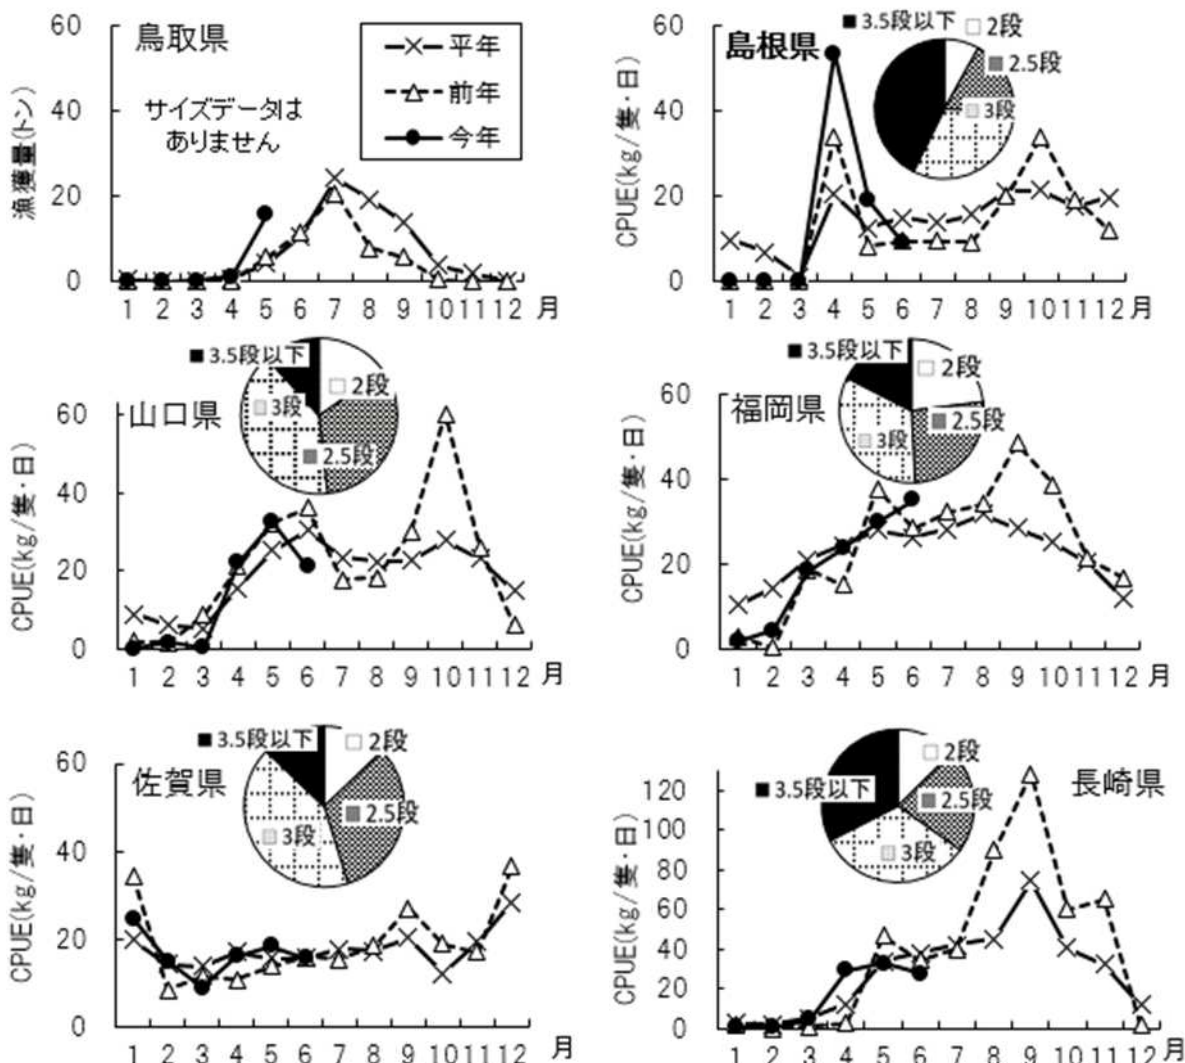 鳥取県
サイズデータは
ありません
平年
前年
今年
漁獲量(トン)
60
40
20
0
1 2 3 4 5 6 7 8 9 10 11 12 月
島根県
■3.5段以下
□2段
■2.5段
3段
CPUE(kg/隻・日)
60
40
20
0
1 2 3 4 5 6 7 8 9 10 11 12 月
山口県
■3.5段以下
□2段
3段
■2.5段
CPUE(kg/隻・日)
60
40
20
0
1 2 3 4 5 6 7 8 9 10 11 12 月
福岡県
■3.5段以下
□2段
■2.5段
3段
CPUE(kg/隻・日)
60
40
20
0
1 2 3 4 5 6 7 8 9 10 11 12 月
佐賀県
■3.5段以下
□2段
■2.5段
3段
CPUE(kg/隻・日)
60
40
20
0
1 2 3 4 5 6 7 8 9 10 11 12 月
長崎県
■3.5段以下
□2段
■2.5段
3段
CPUE(kg/隻・日)
120
100
80
60
40
20
0
1 2 3 4 5 6 7 8 9 10 11 12 月